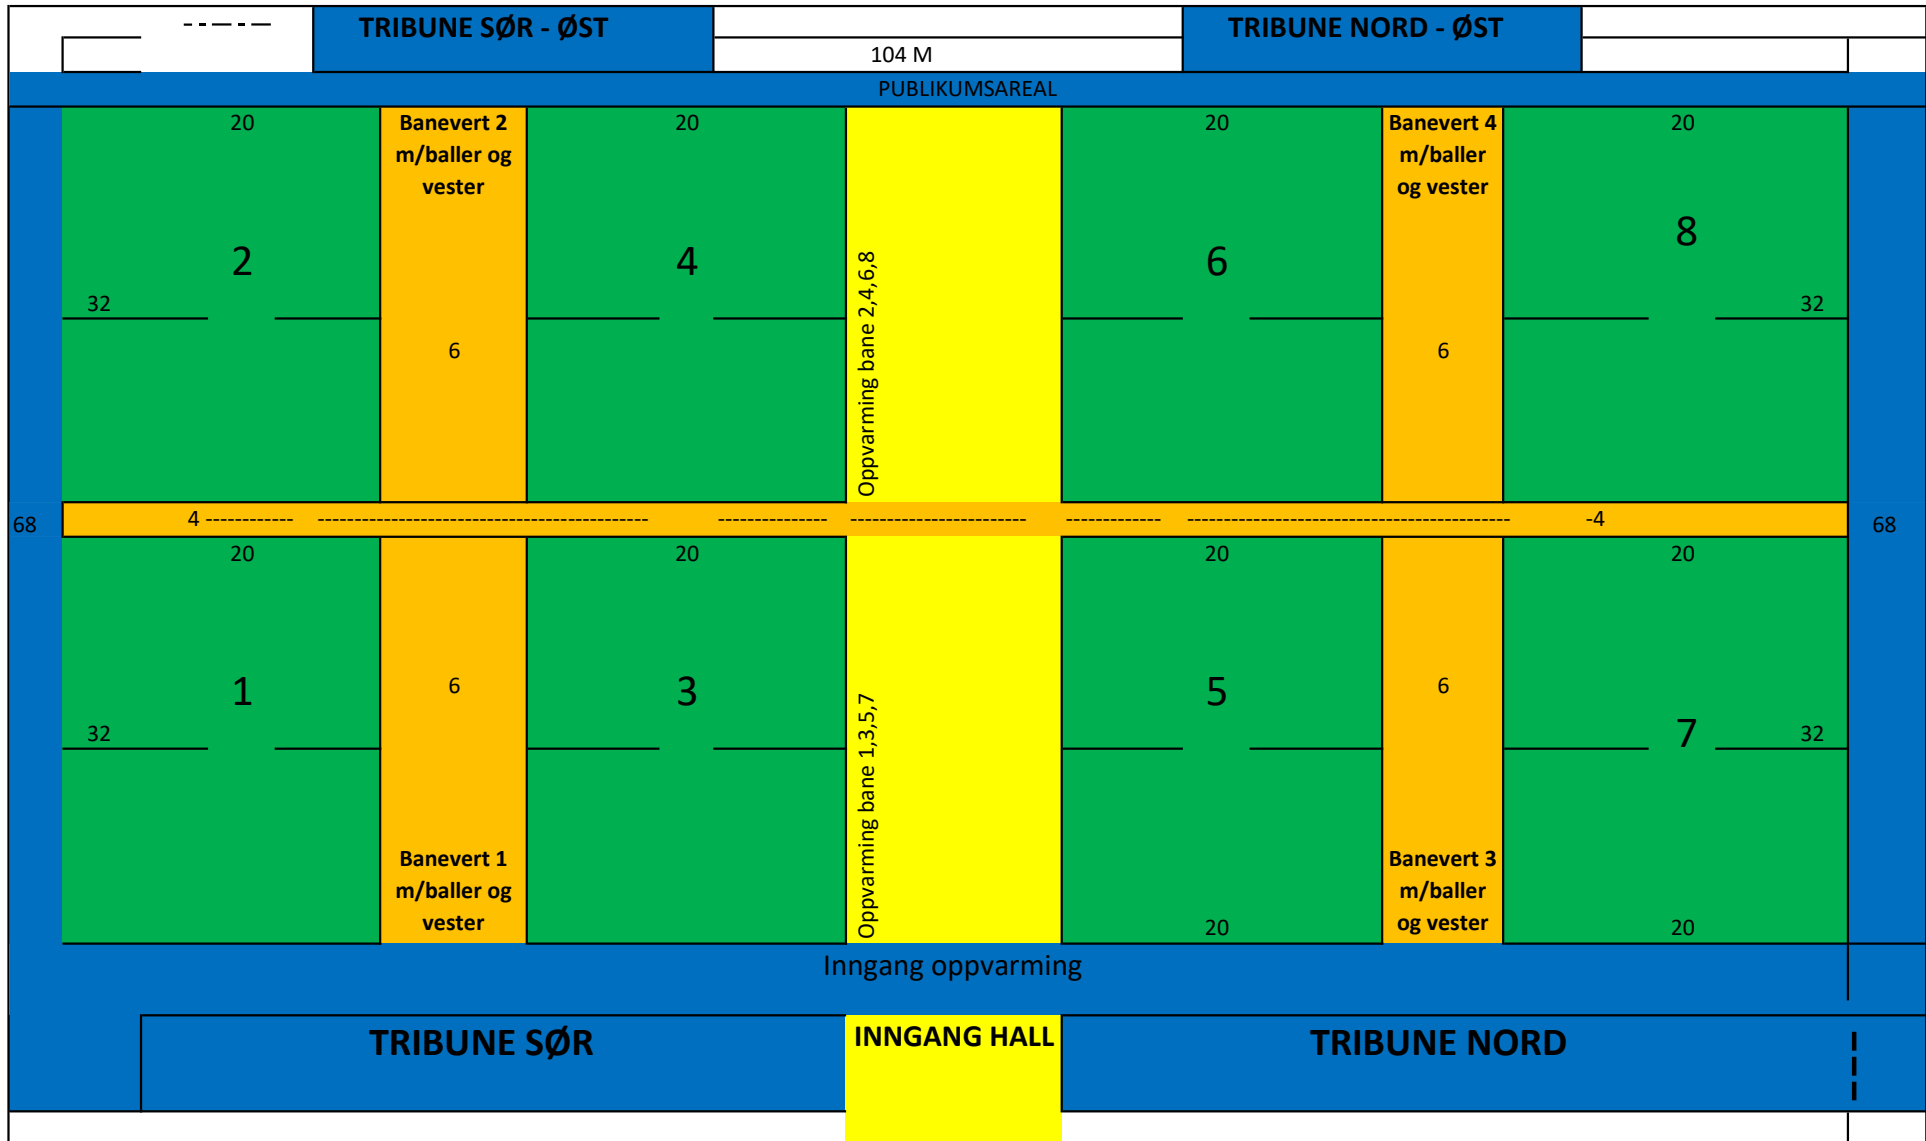 TRIBUNE SØR - ØST
TRIBUNE NORD - ØST
104 M
PUBLIKUMSAREAL
20
Banevert 2
m/baller og
vester
20
20
Banevert 4
m/baller
og vester
20
2
4
6
8
Oppvarming bane 2,4,6,8
32
32
6
6
68
4 ------------ --------------------------------------------- --------------- ------------------------ ------------- -------------------------------------------- -4
68
20
20
20
20
1
6
3
5
6
7
Oppvarming bane 1,3,5,7
32
32
Banevert 1
m/baller og
vester
Banevert 3
m/baller
og vester
20
20
Inngang oppvarming
TRIBUNE SØR
INNGANG HALL
TRIBUNE NORD